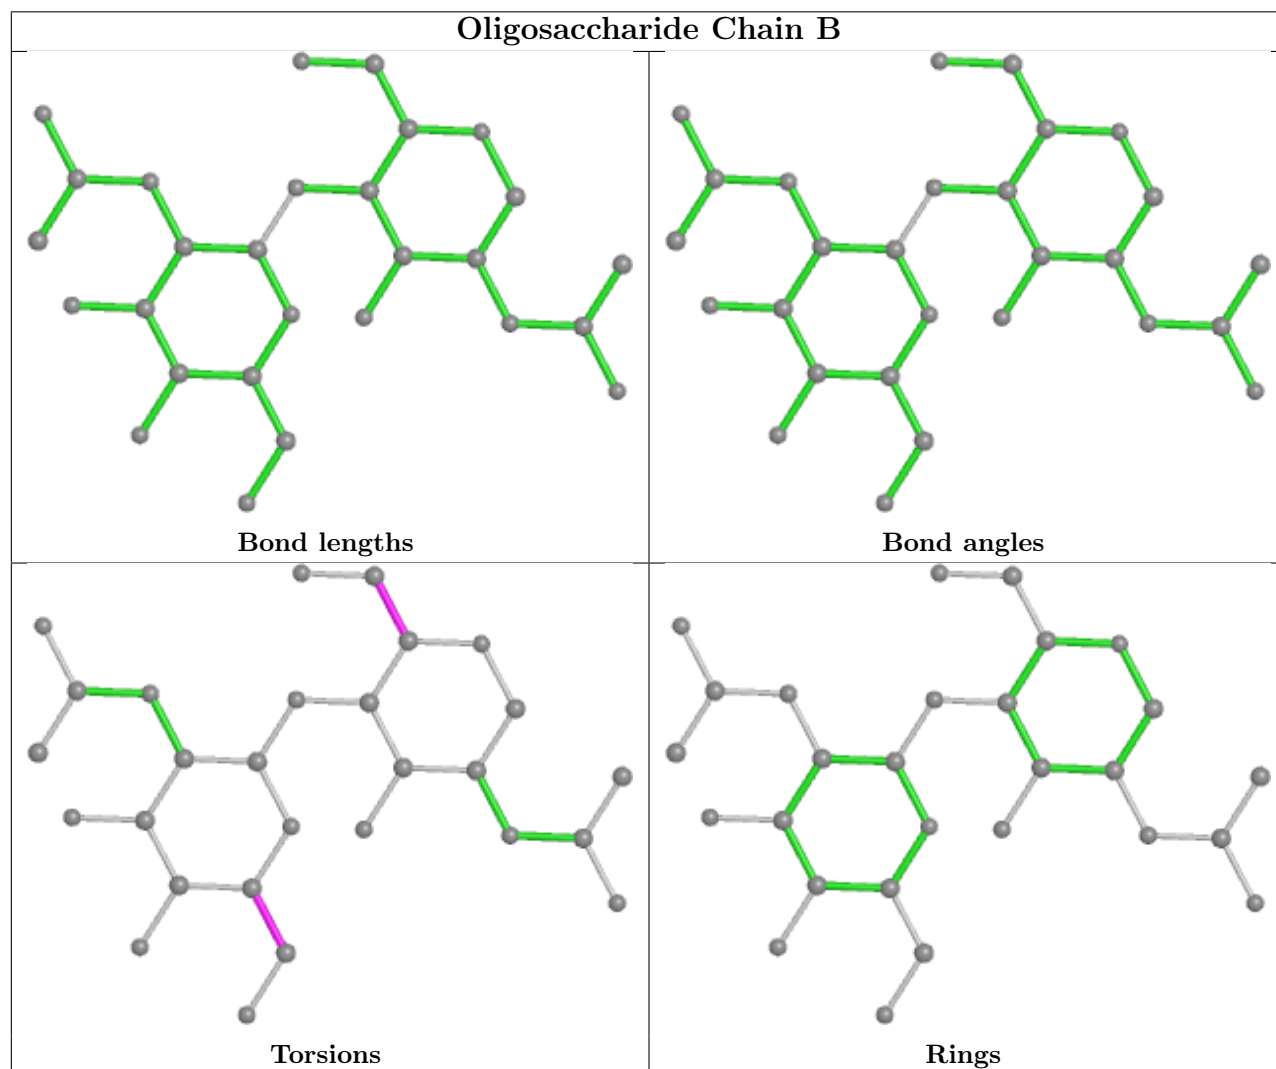 Oligosaccharide Chain B
Bond lengths
Bond angles
Torsions
Rings